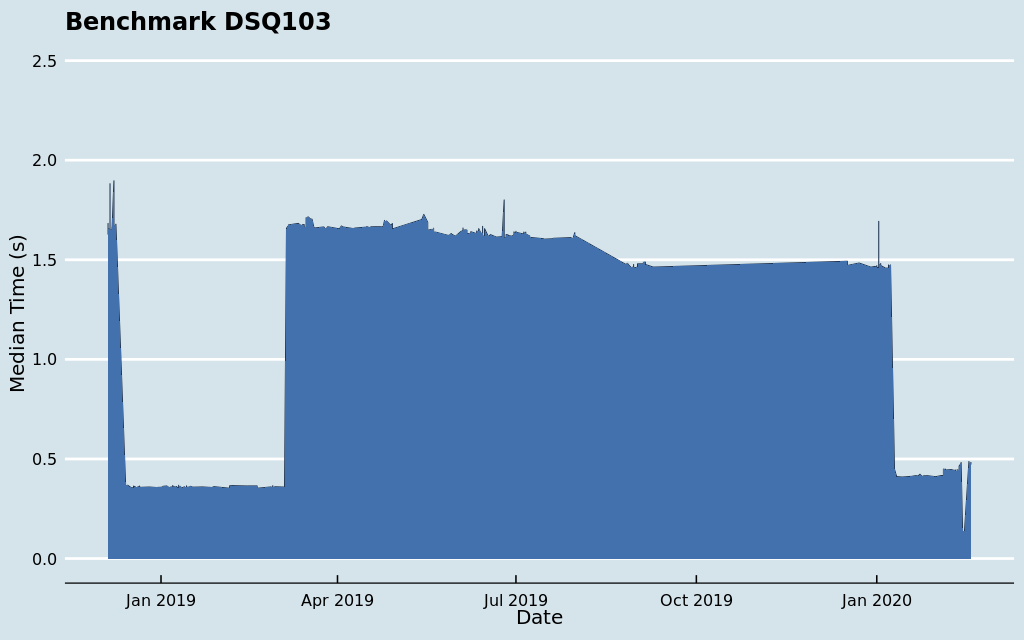 Benchmark DSQ103
Median Time (s)
2.5
2.0
1.5
1.0
0.5
0.0
Jan 2019
Apr 2019
Jul 2019
Oct 2019
Jan 2020
Date